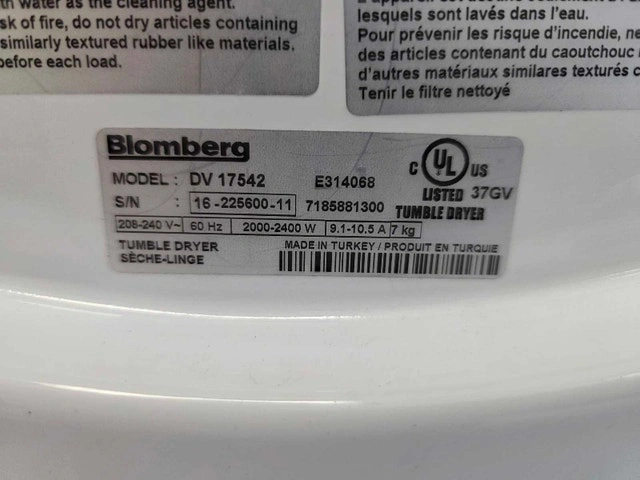 th water as the cleaning agent.
sk of fire, do not dry articles containing
similarly textured rubber like materials.
before each load.
lesquels sont lavés dans l'eau.
Pour prévenir les risque d'incendie, ne
des articles contenant du caoutchouc
d'autres matériaux similaires texturés
Tenir le filtre nettoyé
Blomberg
MODEL: DV 17542 E314068
S/N : 16-225600-11 7185881300
C UL US
LISTED 37GV
TUMBLE DRYER
208-240 V~ 60 Hz 2000-2400 W 9.1-10.5 A 7 kg
TUMBLE DRYER
SÈCHE-LINGE
MADE IN TURKEY / PRODUIT EN TURQUIE